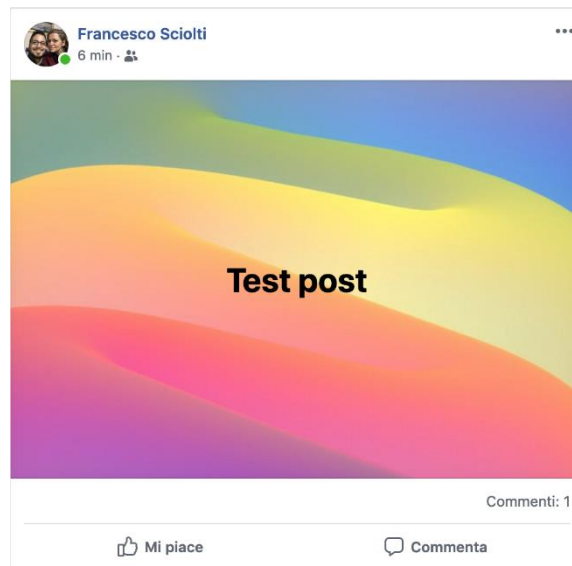 Francesco Sciolti
6 min ·
Test post
Commenti: 1
Mi piace
Commenta